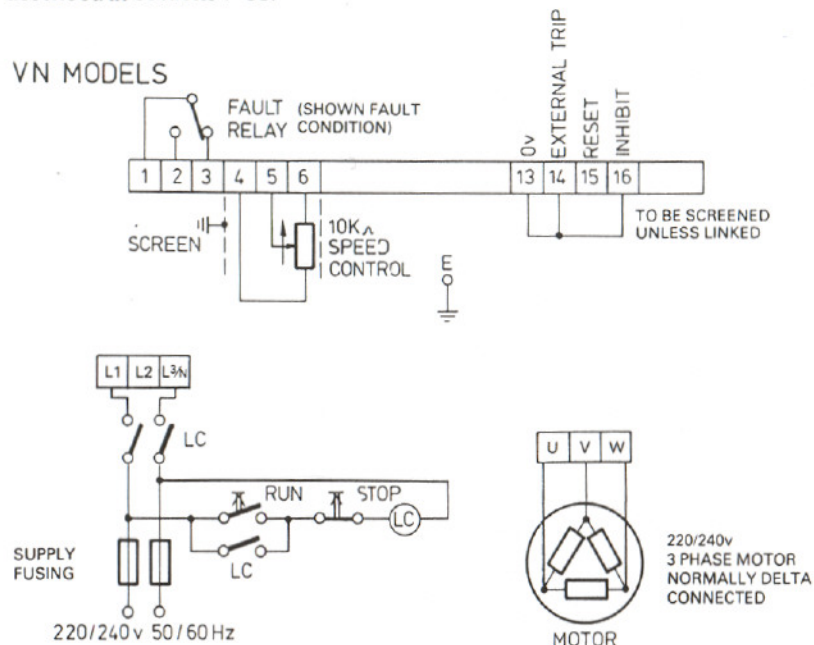 VN MODELS
FAULT RELAY
(SHOWN FAULT CONDITION)
0v
EXTERNAL TRIP
RESET
INHIBIT
1 2 3 4 5 6
13 14 15 16
SCREEN
10K
SPEED
CONTROL
TO BE SCREENED
UNLESS LINKED
E
L1 L2 L3/N
LC
RUN
STOP
LC
LC
SUPPLY
FUSING
220/240v 50/60Hz
U V W
220/240v
3 PHASE MOTOR
NORMALLY DELTA
CONNECTED
MOTOR